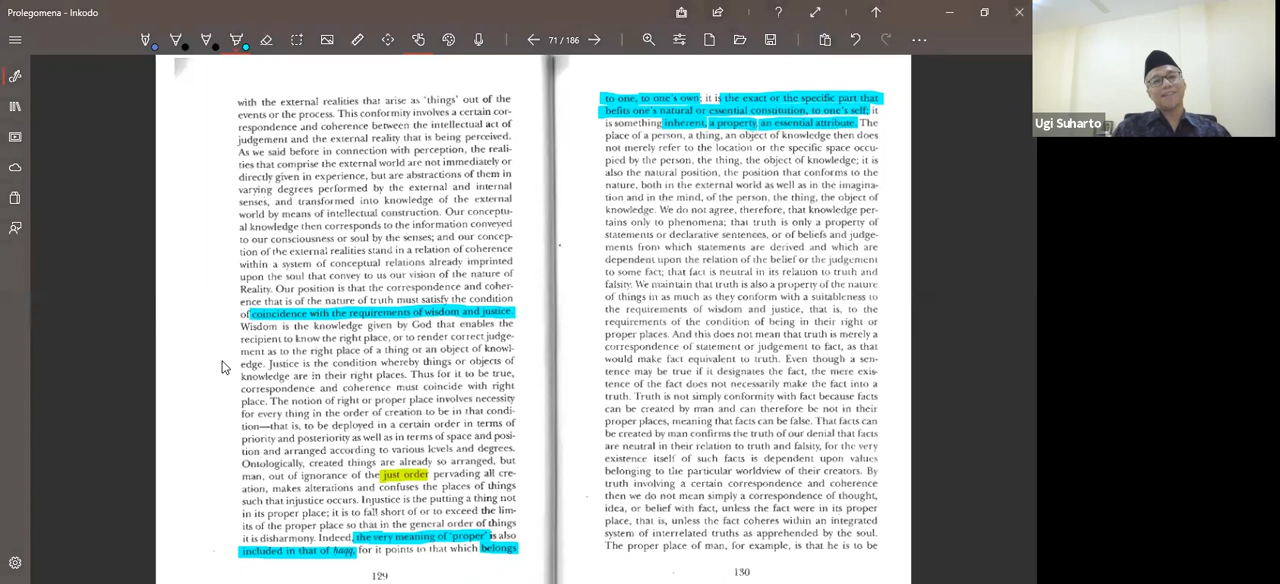 Prolegomena - Inkodo
71 / 186
Ugi Suharto
with the external realities that arise as 'things' out of the
events or the process. This conformity involves a certain cor-
respondence and coherence between the intellectual act of
judgement and the external reality that is being perceived.
As we said before in connection with perception, the reali-
ties that comprise the external world are not immediately or
directly given in experience, but are abstractions of them in
varying degrees performed by the external and internal
senses, and transformed into knowledge of the external
world by means of intellectual construction. Our conceptu-
al knowledge then corresponds to the information conveyed
to our consciousness or soul by the senses; and our concep-
tion of the external realities stand in a relation of coherence
within a system of conceptual relations already imprinted
upon the soul that convey to us our vision of the nature of
Reality. Our position is that the correspondence and coher-
ence that is of the nature of truth must satisfy the condition
of coincidence with the requirements of wisdom and justice.
Wisdom is the knowledge given by God that enables the
recipient to know the right place, or to render correct judge-
ment as to the right place of a thing or an object of knowl-
edge. Justice is the condition whereby things or objects of
knowledge are in their right places. Thus for it to be true,
correspondence and coherence must coincide with right
place. The notion of right or proper place involves necessity
for every thing in the order of creation to be in that condi-
tion—that is, to be deployed in a certain order in terms of
priority and posteriority as well as in terms of space and posi-
tion and arranged according to various levels and degrees.
Ontologically, created things are already so arranged, but
man, out of ignorance of the just order pervading all cre-
ation, makes alterations and confuses the places of things
such that injustice occurs. Injustice is the putting a thing not
in its proper place; it is to fall short of or to exceed the lim-
its of the proper place so that in the general order of things
it is disharmony. Indeed, the very meaning of 'proper' is also
included in that of haqq, for it points to that which belongs
129
to one, to one's own; it is the exact or the specific part that
befits one's natural or essential constitution, to one's self, it
is something inherent, a property, an essential attribute. The
place of a person, a thing, an object of knowledge then does
not merely refer to the location or the specific space occu-
pied by the person, the thing, the object of knowledge; it is
also the natural position, the position that conforms to the
nature, both in the external world as well as in the imagina-
tion and in the mind, of the person, the thing, the object of
knowledge. We do not agree, therefore, that knowledge per-
tains only to phenomena; that truth is only a property of
statements or declarative sentences, or of beliefs and judge-
ments from which statements are derived and which are
dependent upon the relation of the belief or the judgement
to some fact; that fact is neutral in its relation to truth and
falsity. We maintain that truth is also a property of the nature
of things in as much as they conform with a suitableness to
the requirements of wisdom and justice, that is, to the
requirements of the condition of being in their right or
proper places. And this does not mean that truth is merely a
correspondence of statement or judgement to fact, as that
would make fact equivalent to truth. Even though a sen-
tence may be true if it designates the fact, the mere exis-
tence of the fact does not necessarily make the fact into a
truth. Truth is not simply conformity with fact because facts
can be created by man and can therefore be not in their
proper places, meaning that facts can be false. That facts can
be created by man confirms the truth of our denial that facts
are neutral in their relation to truth and falsity, for the very
existence itself of such facts is dependent upon values
belonging to the particular worldview of their creators. By
truth involving a certain correspondence and coherence
then we do not mean simply a correspondence of thought,
idea, or belief with fact, unless the fact were in its proper
place, that is, unless the fact coheres within an integrated
system of interrelated truths as apprehended by the soul.
The proper place of man, for example, is that he is to be
130